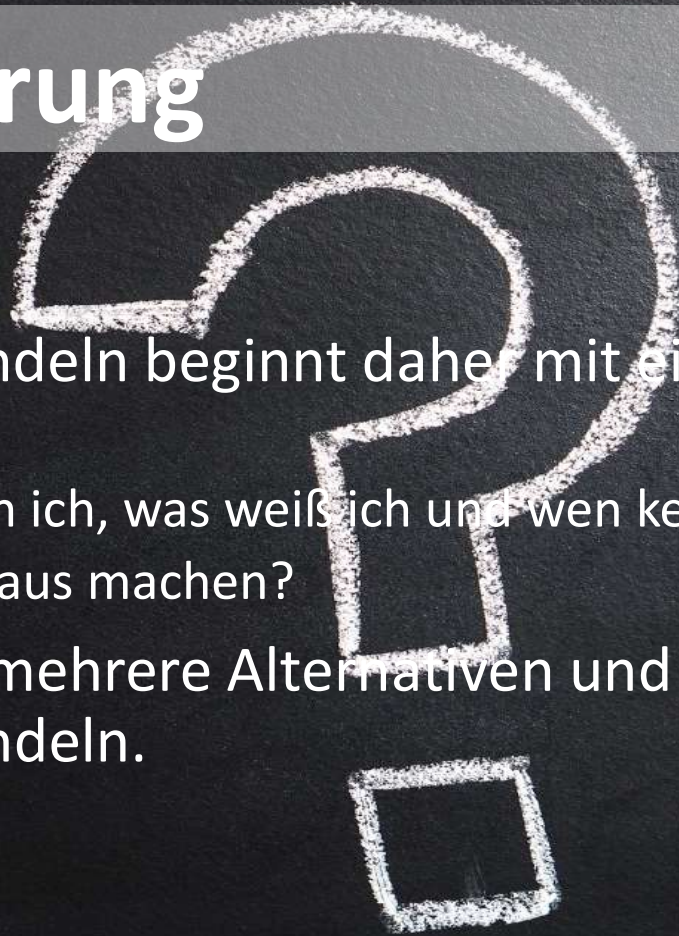 rung
ndeln beginnt daher mit ei
n ich, was weiß ich und wen ke
aus machen?
mehrere Alternativen und
ndeln.